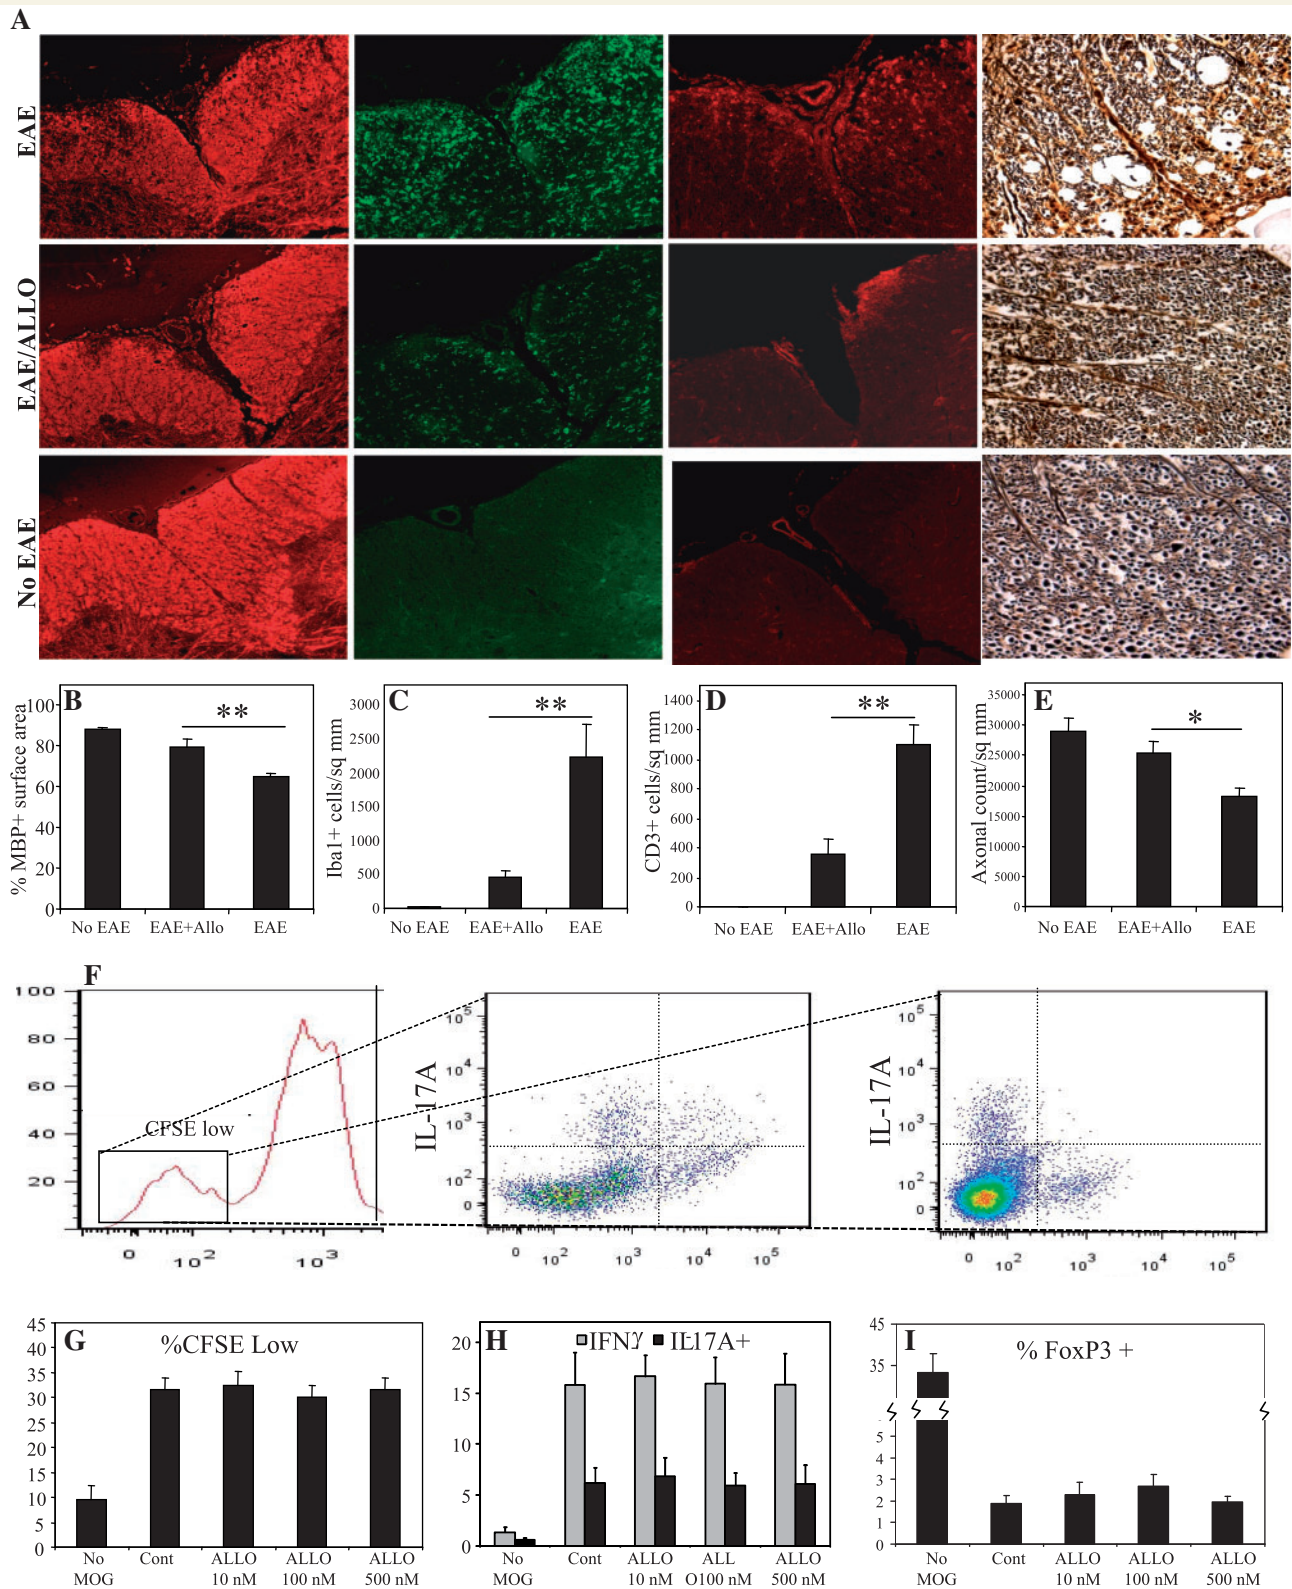 A
EAE
EAE/ALLO
No EAE
B
% MBP+ surface area
100
80
60
40
20
0
No EAE EAE+Allo EAE
**
C
Iba1+ cells/sq mm
3000
2500
2000
1500
1000
500
0
No EAE EAE+Allo EAE
**
D
CD3+ cells/sq mm
1400
1200
1000
800
600
400
200
0
No EAE EAE+Allo EAE
**
E
Axonal count/sq mm
35000
30000
25000
20000
15000
10000
5000
0
No EAE EAE+Allo EAE
*
F
100
80
60
40
20
CFSE low
0 10² 10³
IL-17A
10⁵
10⁴
10³
10²
0
0 10² 10³ 10⁴ 10⁵
IL-17A
10⁵
10⁴
10³
10²
0
0 10² 10³ 10⁴ 10⁵
G
%CFSE Low
45
40
35
30
25
20
15
10
5
0
No Cont ALLO ALLO ALLO
MOG 10 nM 100 nM 500 nM
H
IFNγ IL-17A+
20
15
10
5
0
No Cont ALLO ALL ALLO
MOG 10 nM O100 nM 500 nM
I
% FoxP3 +
45
35
5
4
3
2
1
0
No Cont ALLO ALLO ALLO
MOG 10 nM 100 nM 500 nM